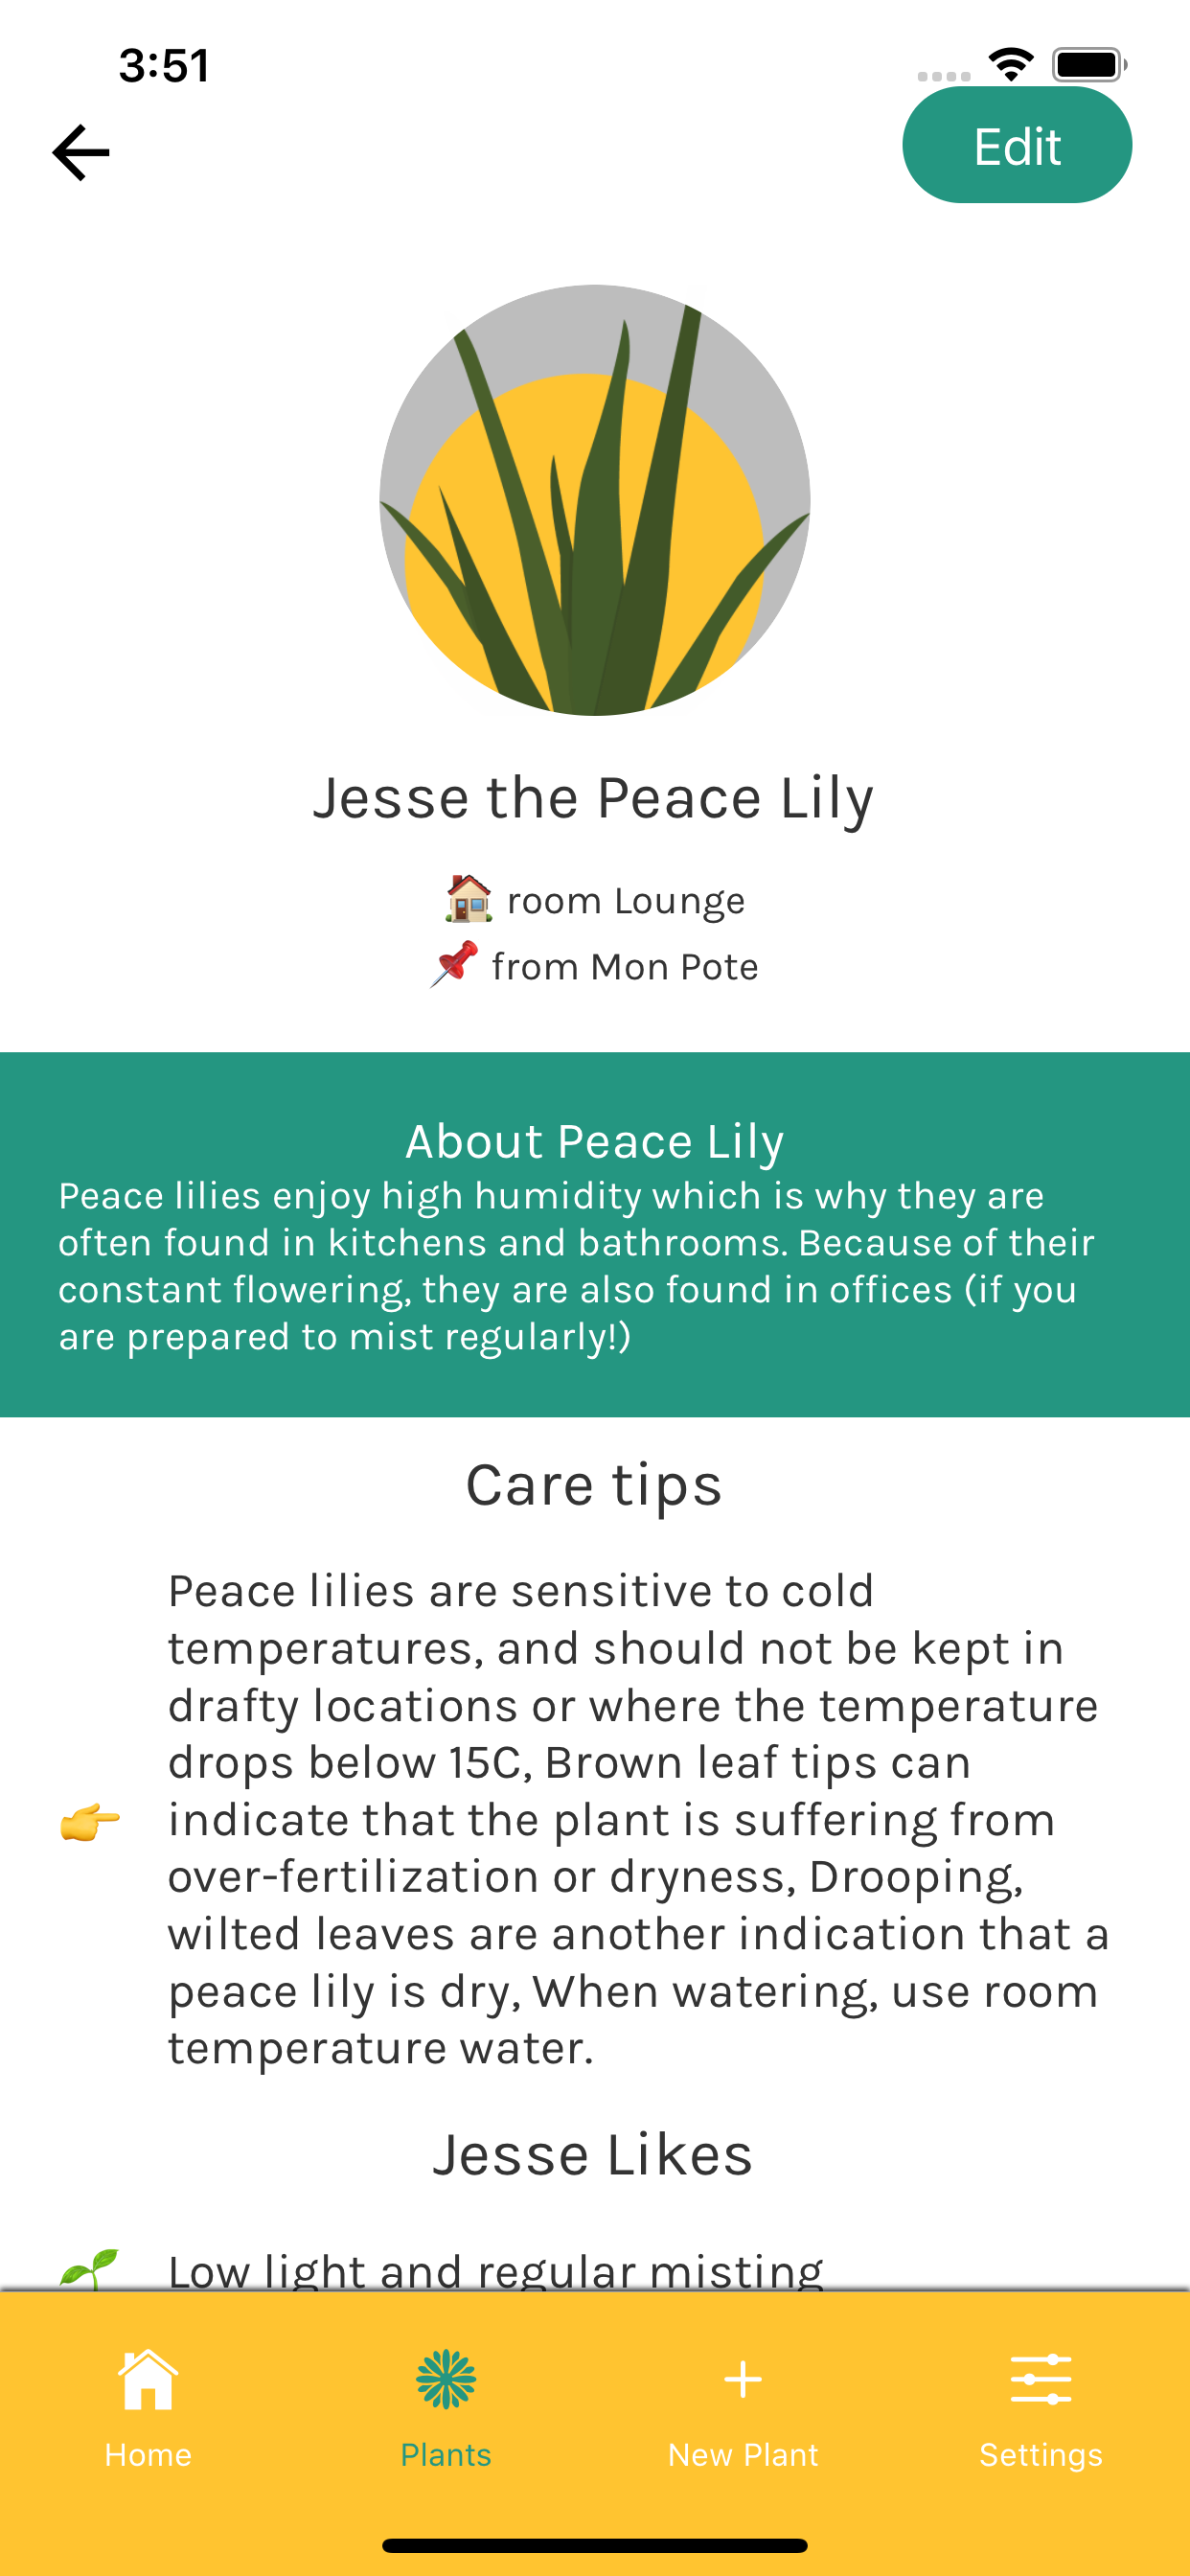 3:51
Edit
Jesse the Peace Lily
room Lounge
from Mon Pote
About Peace Lily
Peace lilies enjoy high humidity which is why they are
often found in kitchens and bathrooms. Because of their
constant flowering, they are also found in offices (if you
are prepared to mist regularly!)
Care tips
Peace lilies are sensitive to cold
temperatures, and should not be kept in
drafty locations or where the temperature
drops below 15C, Brown leaf tips can
indicate that the plant is suffering from
over-fertilization or dryness, Drooping,
wilted leaves are another indication that a
peace lily is dry, When watering, use room
temperature water.
Jesse Likes
Low light and regular misting
Home
Plants
New Plant
Settings